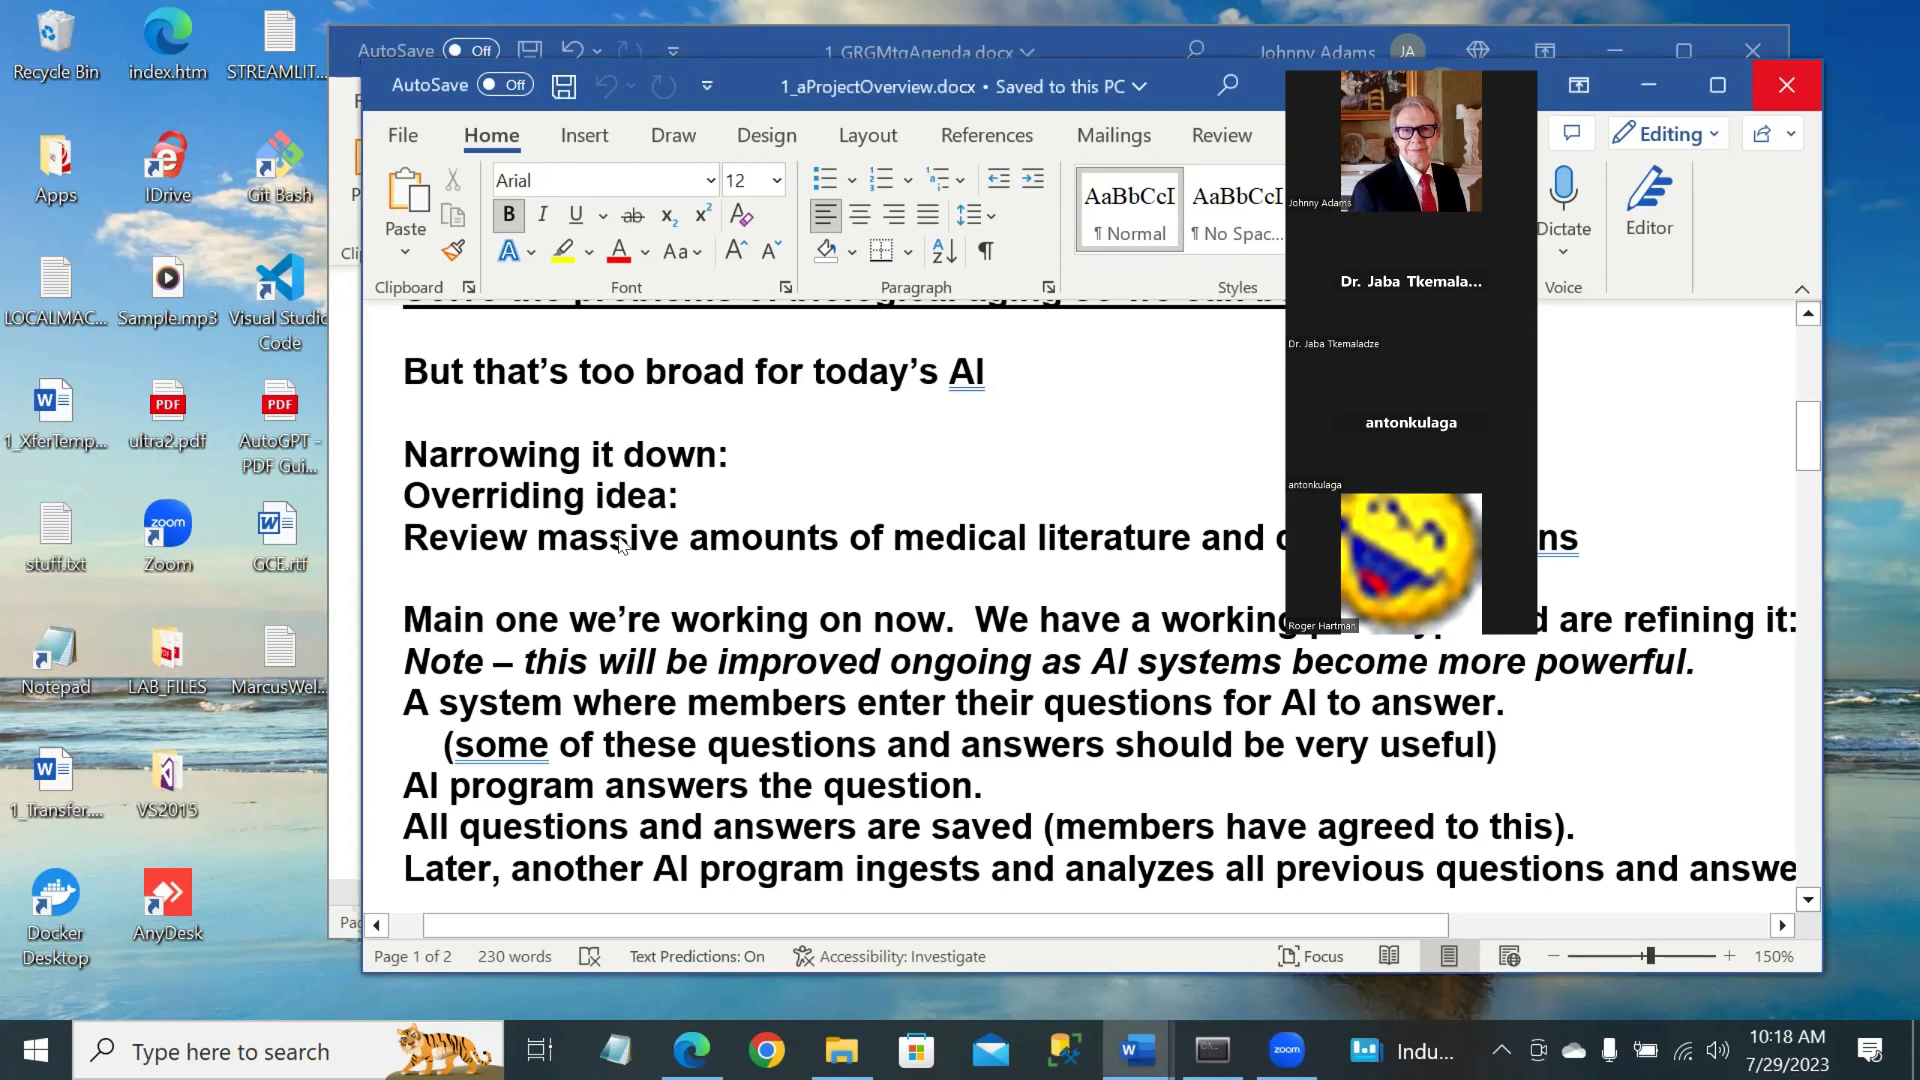 Recycle Bin
index.htm
STREAMLIT...
Apps
IDrive
Git Bash
LOCALMAC...
Sample.mp3
Visual Studio
Code
1_XferTemp...
ultra2.pdf
AutoGPT -
PDF Gui...
stuff.txt
Zoom
GCE.rtf
Notepad
LAB_FILES
MarcusWel...
1_Transfer....
VS2015
Docker
Desktop
AnyDesk
AutoSave Off 1_GRGMtgAgenda.docx Johnny Adams JA
AutoSave Off 1_aProjectOverview.docx • Saved to this PC
File Home Insert Draw Design Layout References Mailings Review Editing
Arial 12
Paste
AaBbCcI AaBbCcI
¶ Normal ¶ No Spac...
Dictate Editor
Clipboard Font Paragraph Styles Voice
But that’s too broad for today’s AI
Narrowing it down:
Overriding idea:
Review massive amounts of medical literature and
Main one we’re working on now. We have a working are refining it:
Note – this will be improved ongoing as AI systems become more powerful.
A system where members enter their questions for AI to answer.
(some of these questions and answers should be very useful)
AI program answers the question.
All questions and answers are saved (members have agreed to this).
Later, another AI program ingests and analyzes all previous questions and answe
Johnny Adams
Dr. Jaba Tkemala...
Dr. Jaba Tkemaladze
antonkulaga
antonkulaga
Roger Hartman
Page 1 of 2 230 words Text Predictions: On Accessibility: Investigate Focus 150%
Type here to search
Indu...
10:18 AM
7/29/2023